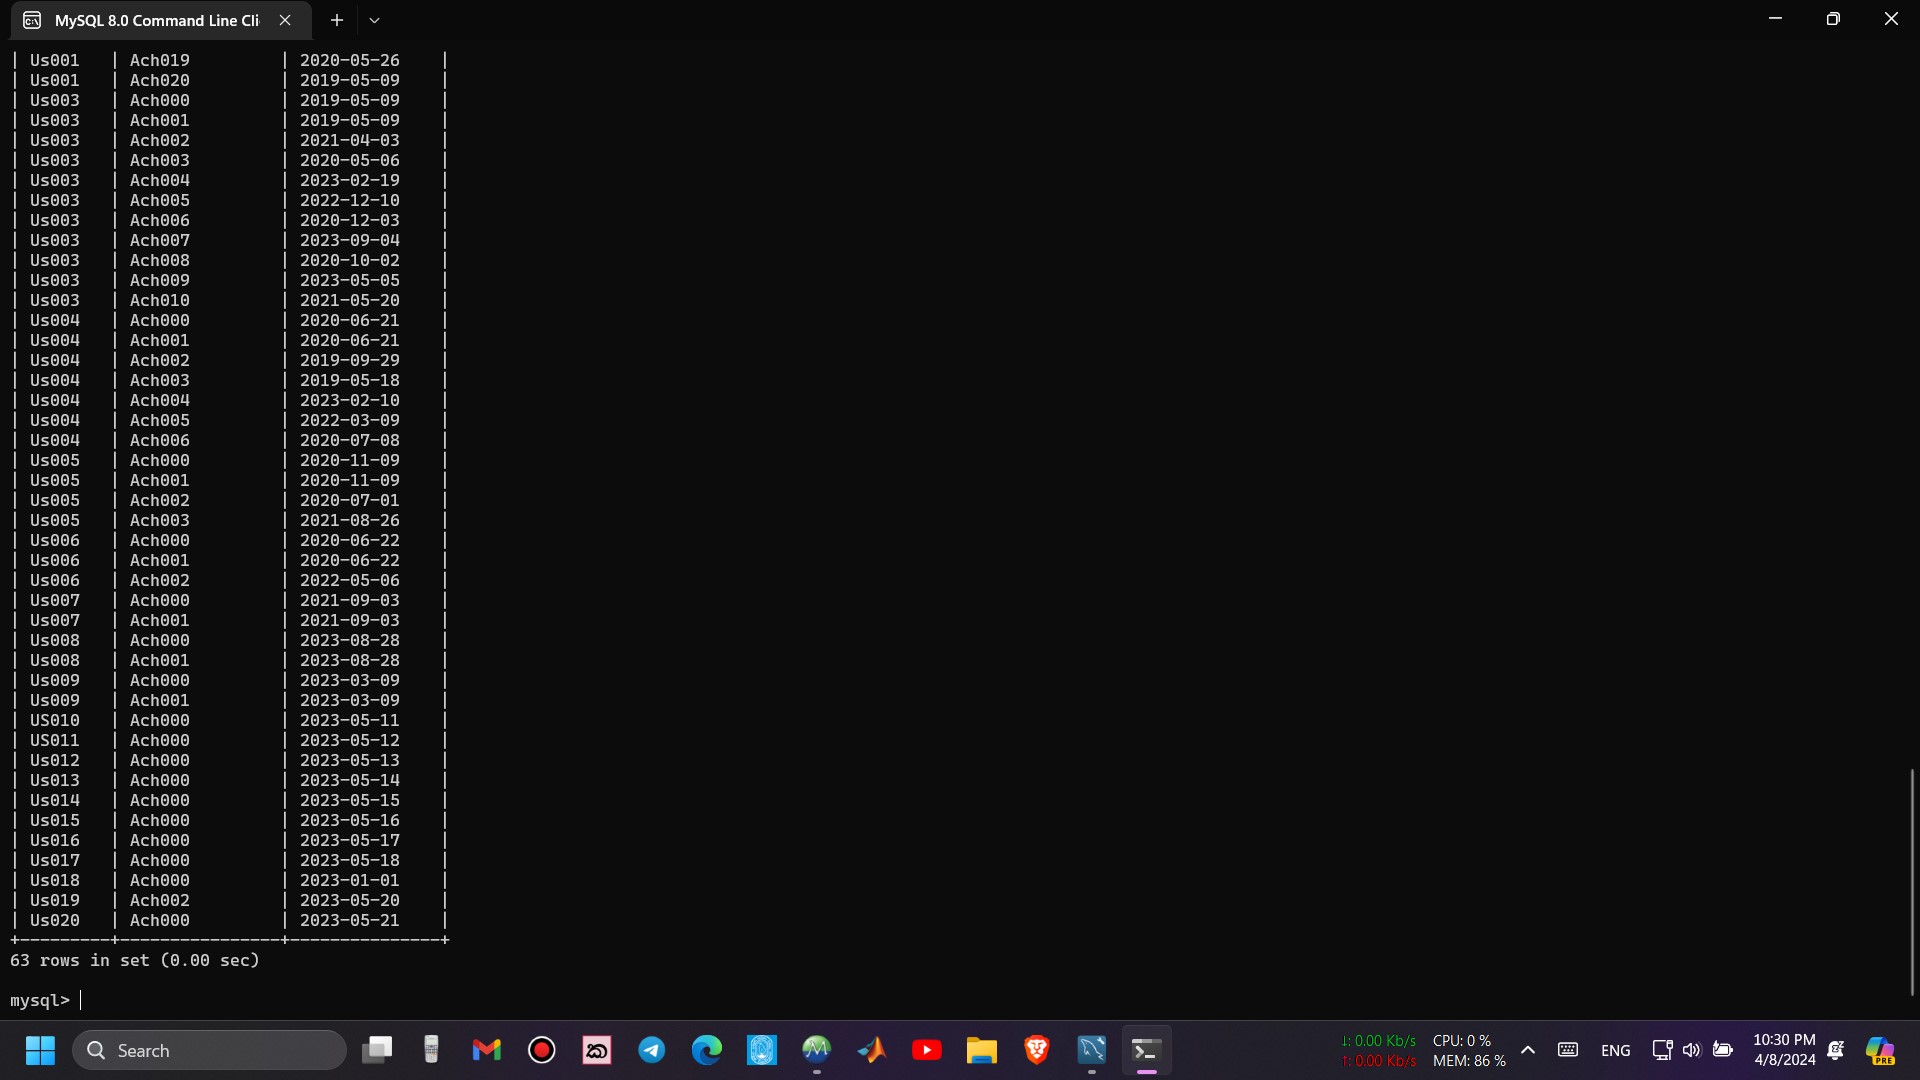 MySQL 8.0 Command Line Cli
| Us001   | Ach019         | 2020-05-26    |
| Us001   | Ach020         | 2019-05-09    |
| Us003   | Ach000         | 2019-05-09    |
| Us003   | Ach001         | 2019-05-09    |
| Us003   | Ach002         | 2021-04-03    |
| Us003   | Ach003         | 2020-05-06    |
| Us003   | Ach004         | 2023-02-19    |
| Us003   | Ach005         | 2022-12-10    |
| Us003   | Ach006         | 2020-12-03    |
| Us003   | Ach007         | 2023-09-04    |
| Us003   | Ach008         | 2020-10-02    |
| Us003   | Ach009         | 2023-05-05    |
| Us003   | Ach010         | 2021-05-20    |
| Us004   | Ach000         | 2020-06-21    |
| Us004   | Ach001         | 2020-06-21    |
| Us004   | Ach002         | 2019-09-29    |
| Us004   | Ach003         | 2019-05-18    |
| Us004   | Ach004         | 2023-02-10    |
| Us004   | Ach005         | 2022-03-09    |
| Us004   | Ach006         | 2020-07-08    |
| Us005   | Ach000         | 2020-11-09    |
| Us005   | Ach001         | 2020-11-09    |
| Us005   | Ach002         | 2020-07-01    |
| Us005   | Ach003         | 2021-08-26    |
| Us006   | Ach000         | 2020-06-22    |
| Us006   | Ach001         | 2020-06-22    |
| Us006   | Ach002         | 2022-05-06    |
| Us007   | Ach000         | 2021-09-03    |
| Us007   | Ach001         | 2021-09-03    |
| Us008   | Ach000         | 2023-08-28    |
| Us008   | Ach001         | 2023-08-28    |
| Us009   | Ach000         | 2023-03-09    |
| Us009   | Ach001         | 2023-03-09    |
| US010   | Ach000         | 2023-05-11    |
| US011   | Ach000         | 2023-05-12    |
| Us012   | Ach000         | 2023-05-13    |
| Us013   | Ach000         | 2023-05-14    |
| Us014   | Ach000         | 2023-05-15    |
| Us015   | Ach000         | 2023-05-16    |
| Us016   | Ach000         | 2023-05-17    |
| Us017   | Ach000         | 2023-05-18    |
| Us018   | Ach000         | 2023-01-01    |
| Us019   | Ach002         | 2023-05-20    |
| Us020   | Ach000         | 2023-05-21    |
+---------+----------------+---------------+
63 rows in set (0.00 sec)
mysql>
Search
↓: 0.00 Kb/s CPU: 0 %
↑: 0.00 Kb/s MEM: 86 %
ENG
10:30 PM
4/8/2024
PRE